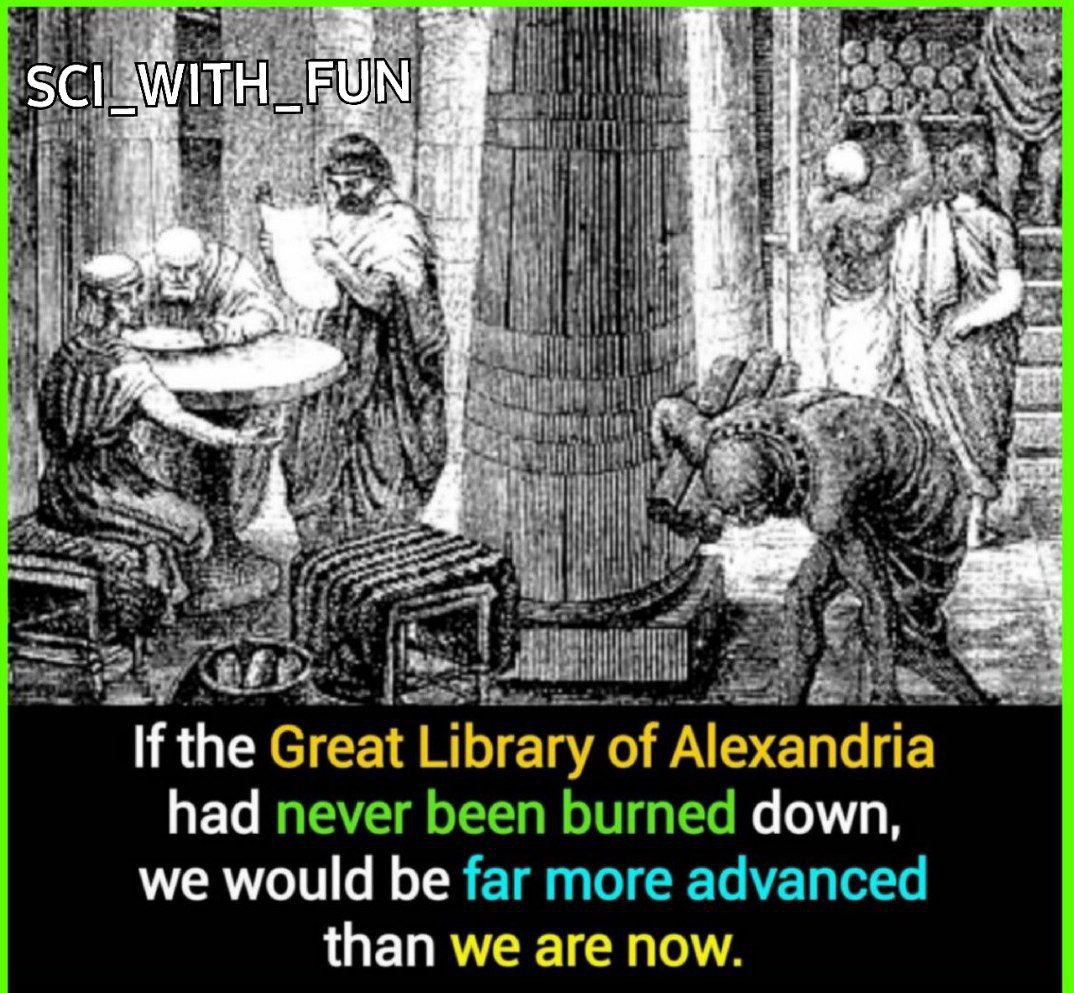 SCI_WITH_FUN
If the Great Library of Alexandria
had never been burned down,
we would be far more advanced
than we are now.